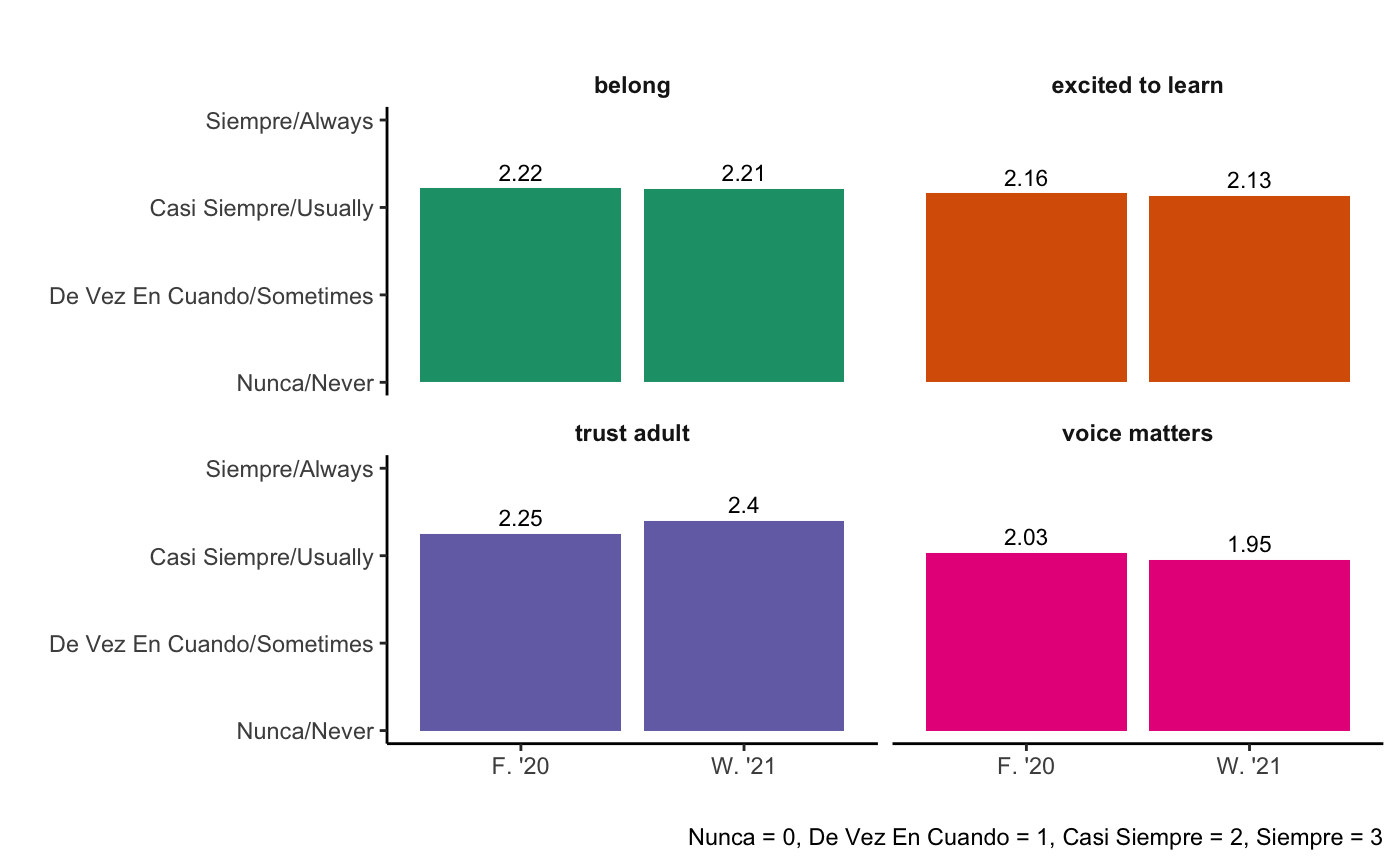 belong
excited to learn
Siempre/Always
Casi Siempre/Usually
De Vez En Cuando/Sometimes
Nunca/Never
2.22
2.21
2.16
2.13
trust adult
voice matters
Siempre/Always
Casi Siempre/Usually
De Vez En Cuando/Sometimes
Nunca/Never
2.25
2.4
2.03
1.95
F. '20
W. '21
F. '20
W. '21
Nunca = 0, De Vez En Cuando = 1, Casi Siempre = 2, Siempre = 3